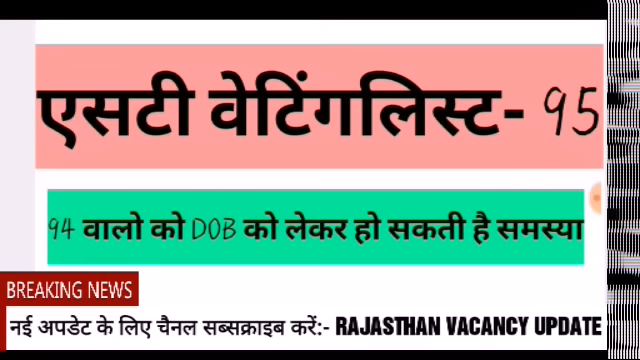 एसटी वेटिंगलिस्ट- 95
94 वालो को DOB को लेकर हो सकती है समस्या
BREAKING NEWS
नई अपडेट के लिए चैनल सब्सक्राइब करें:- RAJASTHAN VACANCY UPDATE